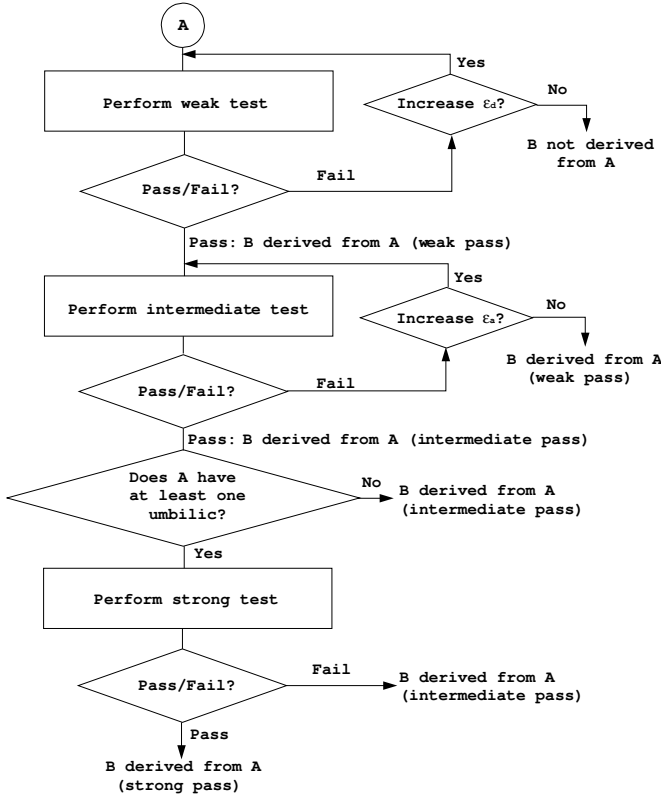 A
Yes
Perform weak test
Increase εd?
No
B not derived
from A
Pass/Fail?
Fail
Pass: B derived from A (weak pass)
Yes
Perform intermediate test
Increase εa?
No
B derived from A
(weak pass)
Pass/Fail?
Fail
Pass: B derived from A (intermediate pass)
Does A have
at least one
umbilic?
No
B derived from A
(intermediate pass)
Yes
Perform strong test
Pass/Fail?
Fail
B derived from A
(intermediate pass)
Pass
B derived from A
(strong pass)